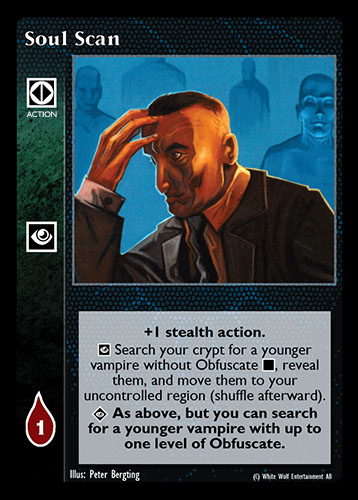 Soul Scan
ACTION
+1 stealth action.
Search your crypt for a younger
vampire without Obfuscate , reveal
them, and move them to your
uncontrolled region (shuffle afterward).
As above, but you can search
for a younger vampire with up to
one level of Obfuscate.
1
Illus: Peter Bergting
(C) White Wolf Entertainment AB